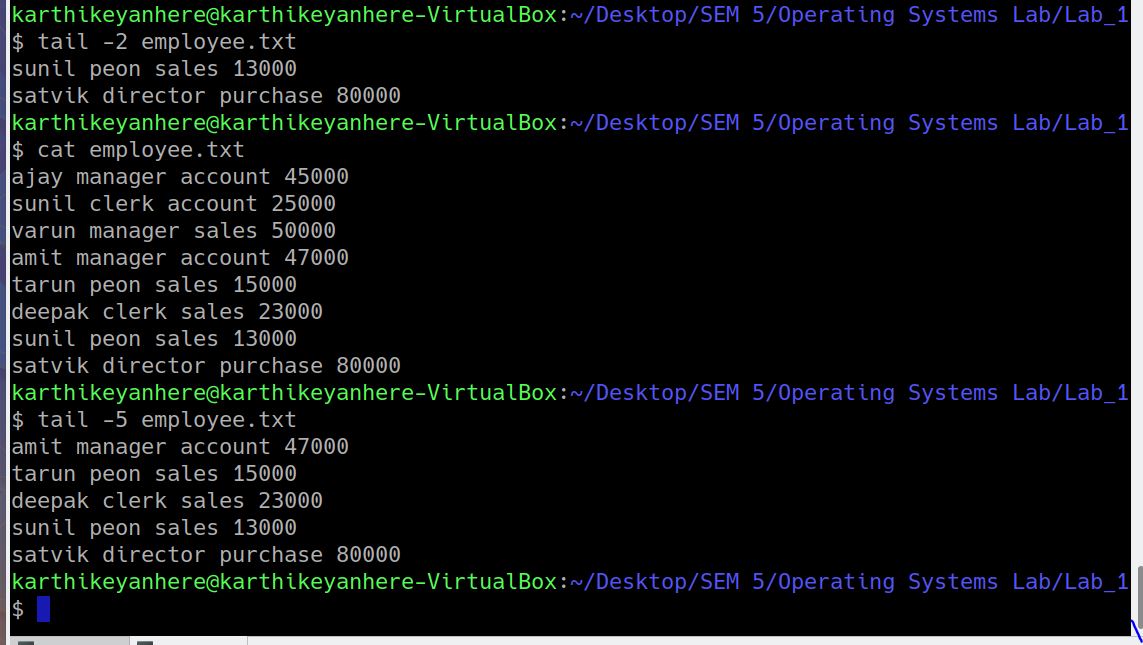 karthikeyanhere@karthikeyanhere-VirtualBox:~/Desktop/SEM 5/Operating Systems Lab/Lab_1
$ tail -2 employee.txt
sunil peon sales 13000
satvik director purchase 80000
karthikeyanhere@karthikeyanhere-VirtualBox:~/Desktop/SEM 5/Operating Systems Lab/Lab_1
$ cat employee.txt
ajay manager account 45000
sunil clerk account 25000
varun manager sales 50000
amit manager account 47000
tarun peon sales 15000
deepak clerk sales 23000
sunil peon sales 13000
satvik director purchase 80000
karthikeyanhere@karthikeyanhere-VirtualBox:~/Desktop/SEM 5/Operating Systems Lab/Lab_1
$ tail -5 employee.txt
amit manager account 47000
tarun peon sales 15000
deepak clerk sales 23000
sunil peon sales 13000
satvik director purchase 80000
karthikeyanhere@karthikeyanhere-VirtualBox:~/Desktop/SEM 5/Operating Systems Lab/Lab_1
$